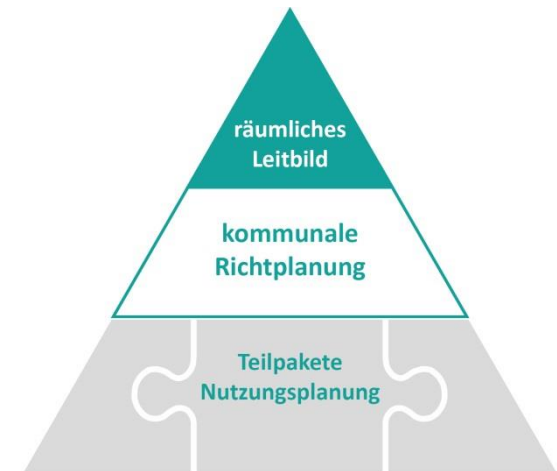 räumliches
Leitbild
kommunale
Richtplanung
Teilpakete
Nutzungsplanung